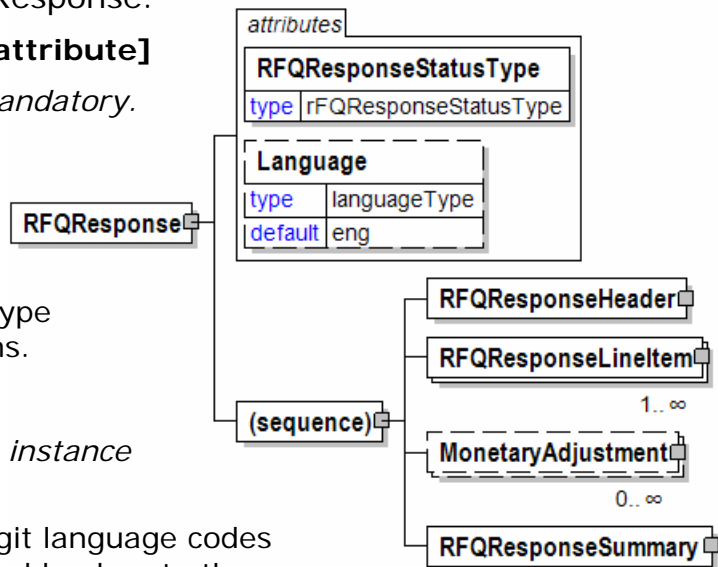 Response.
attribute]
andatory.
ype
ns.
instance
git language codes
attributes
RFQResponseStatusType
type rFQResponseStatusType
Language
type languageType
default eng
RFQResponse
(sequence)
RFQResponseHeader
RFQResponseLineItem
1.. ∞
MonetaryAdjustment
0.. ∞
RFQResponseSummary